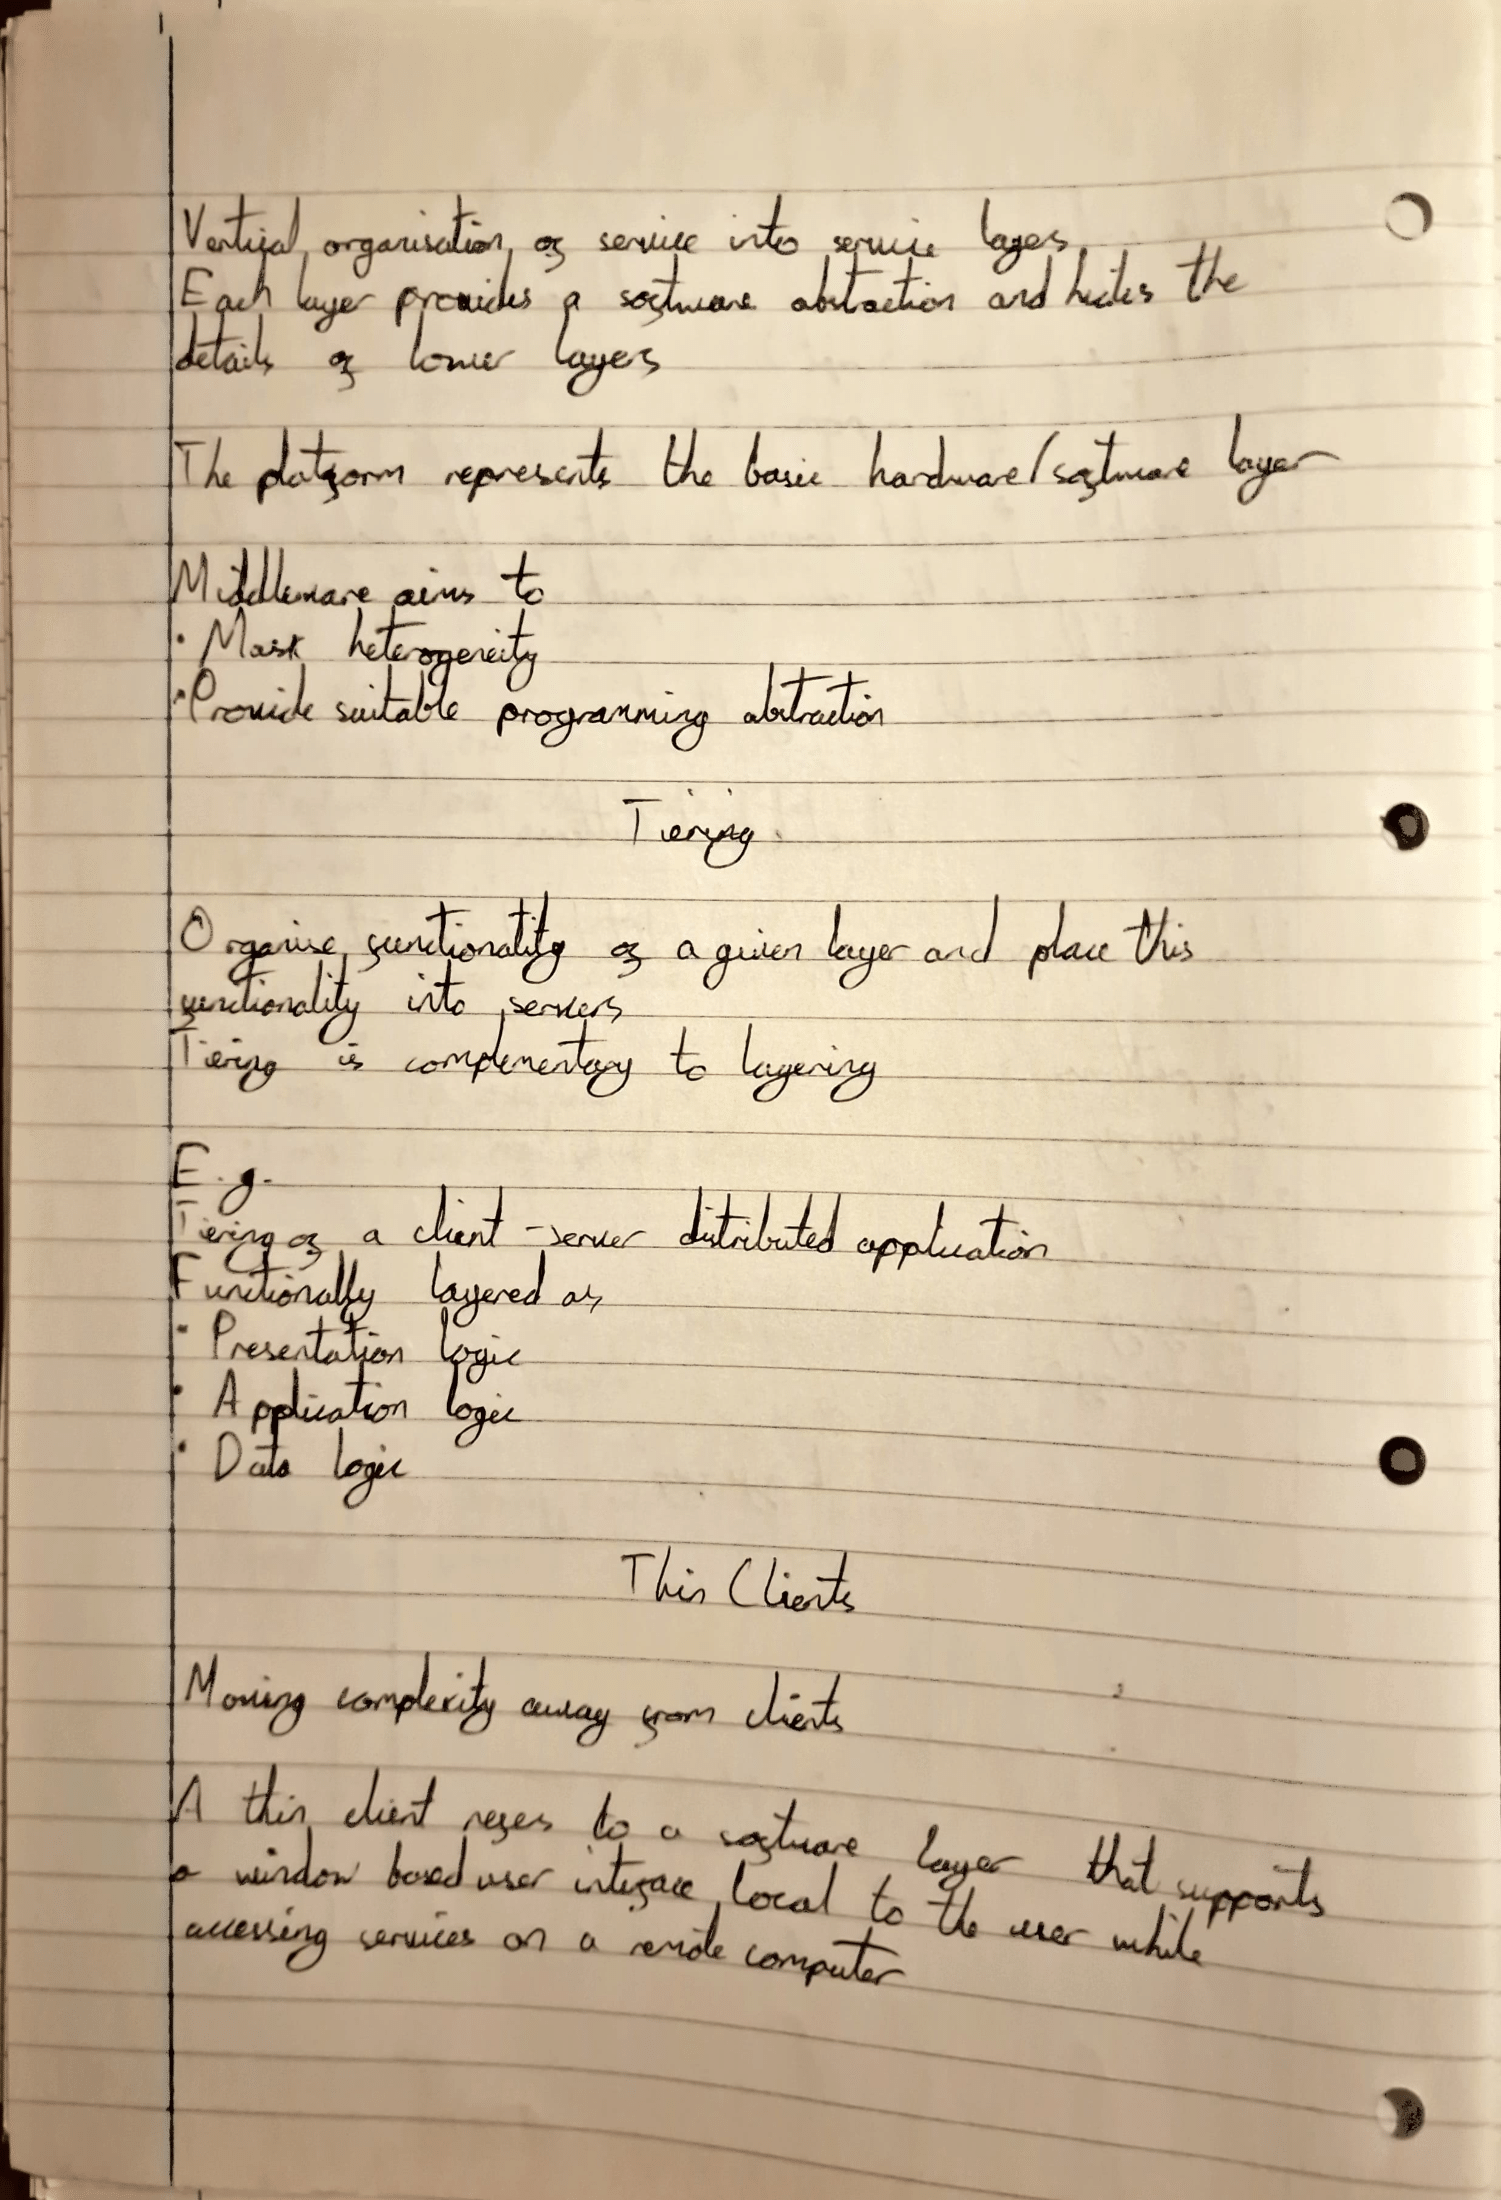 Vertical organisation of service into service layers
Each layer provides a software abstraction and hides the
details of lower layers
The platform represents the basic hardware/software layer
Middleware aims to
· Mask heterogeneity
· Provide suitable programming abstraction
Tiering
Organise functionality of a given layer and place this
functionality into servers
Tiering is complementary to layering
E.g.
Tiering of a client-server distributed application
Functionally layered as
· Presentation logic
· Application logic
· Data logic
Thin Clients
Moving complexity away from clients
A thin client refers to a software layer that supports
a window based user interface local to the user while
accessing services on a remote computer